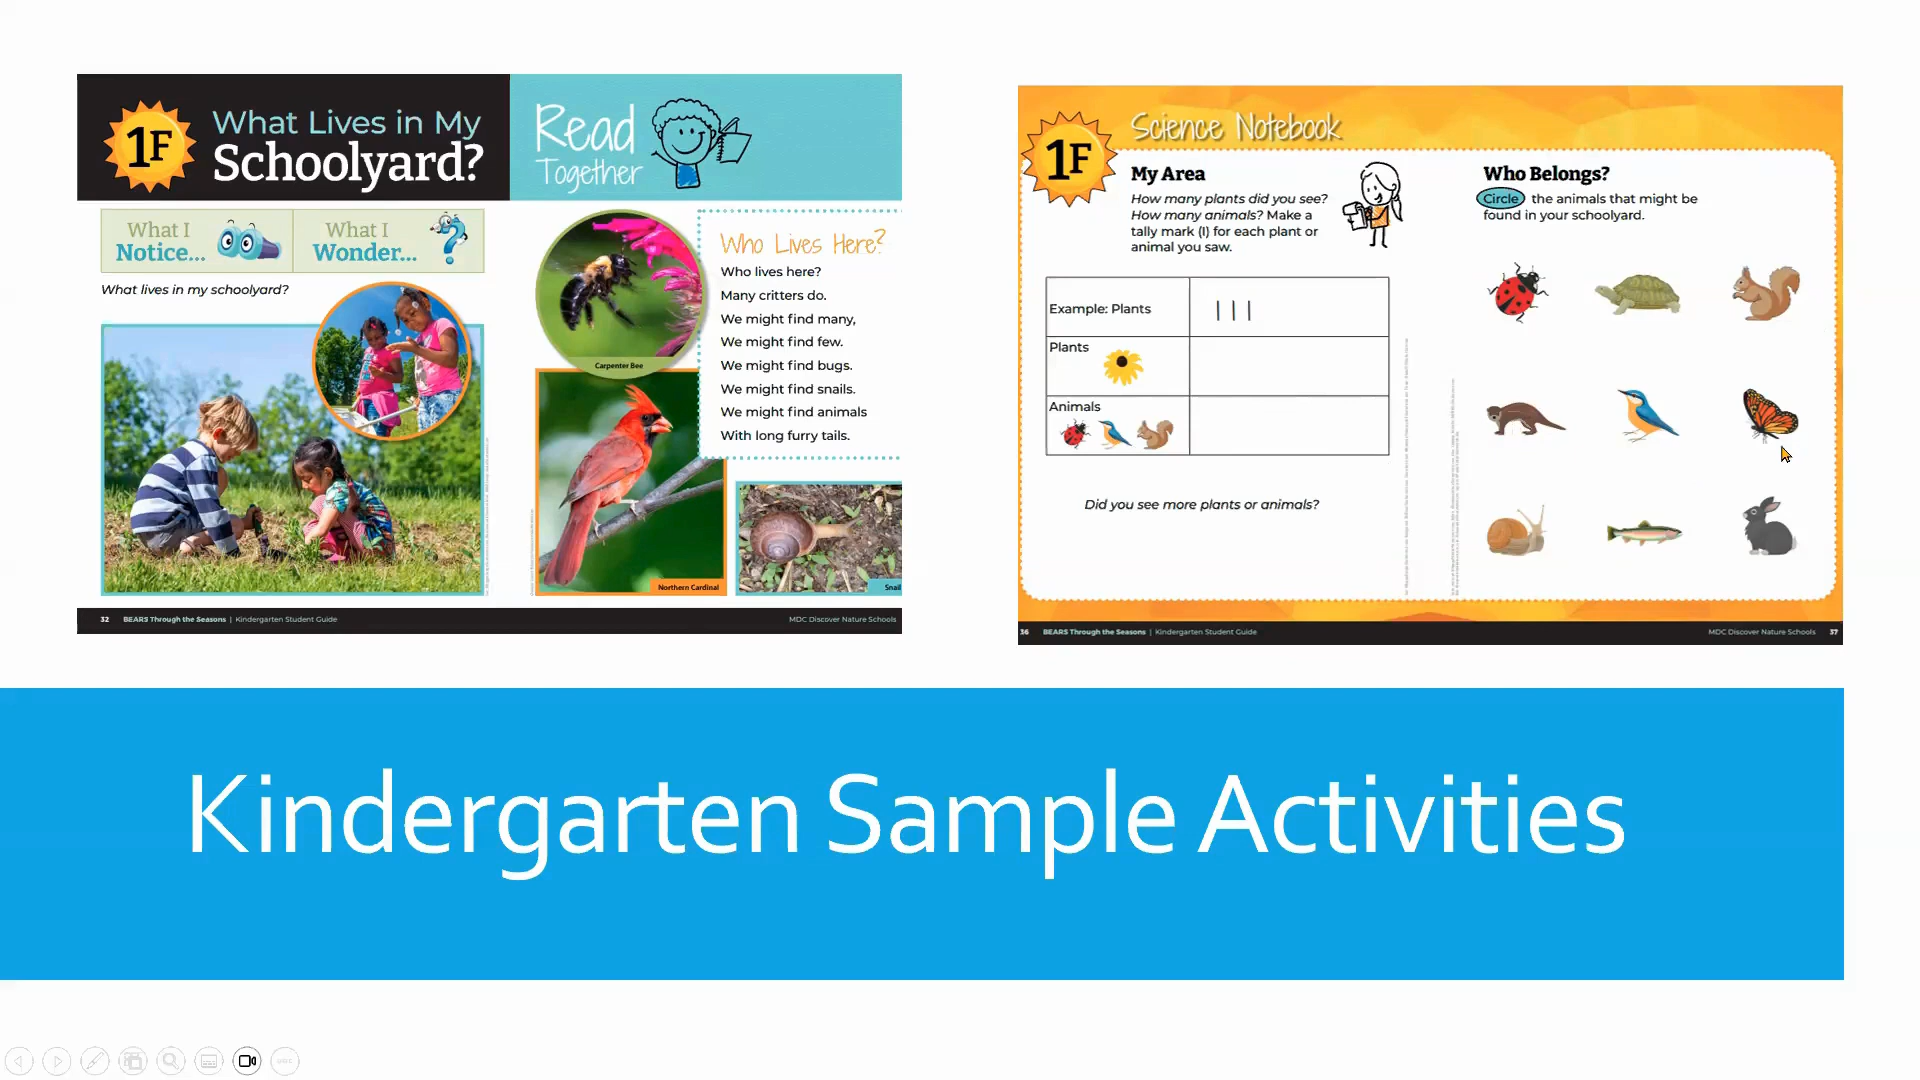 1F
What Lives in My
Schoolyard?
Read
Together
What I
Notice...
What I
Wonder...
What lives in my schoolyard?
Carpenter Bee
Northern Cardinal
Who Lives Here?
Who lives here?
Many critters do.
We might find many,
We might find few.
We might find bugs.
We might find snails.
We might find animals
With long furry tails.
Snail
32 BEARS Through the Seasons | Kindergarten Student Guide
MDC Discover Nature Schools
1F
Science Notebook
My Area
How many plants did you see?
How many animals? Make a
tally mark (I) for each plant or
animal you saw.
Example: Plants
Plants
Animals
Did you see more plants or animals?
Who Belongs?
Circle the animals that might be
found in your schoolyard.
36 BEARS Through the Seasons | Kindergarten Student Guide
MDC Discover Nature Schools 37
Kindergarten Sample Activities